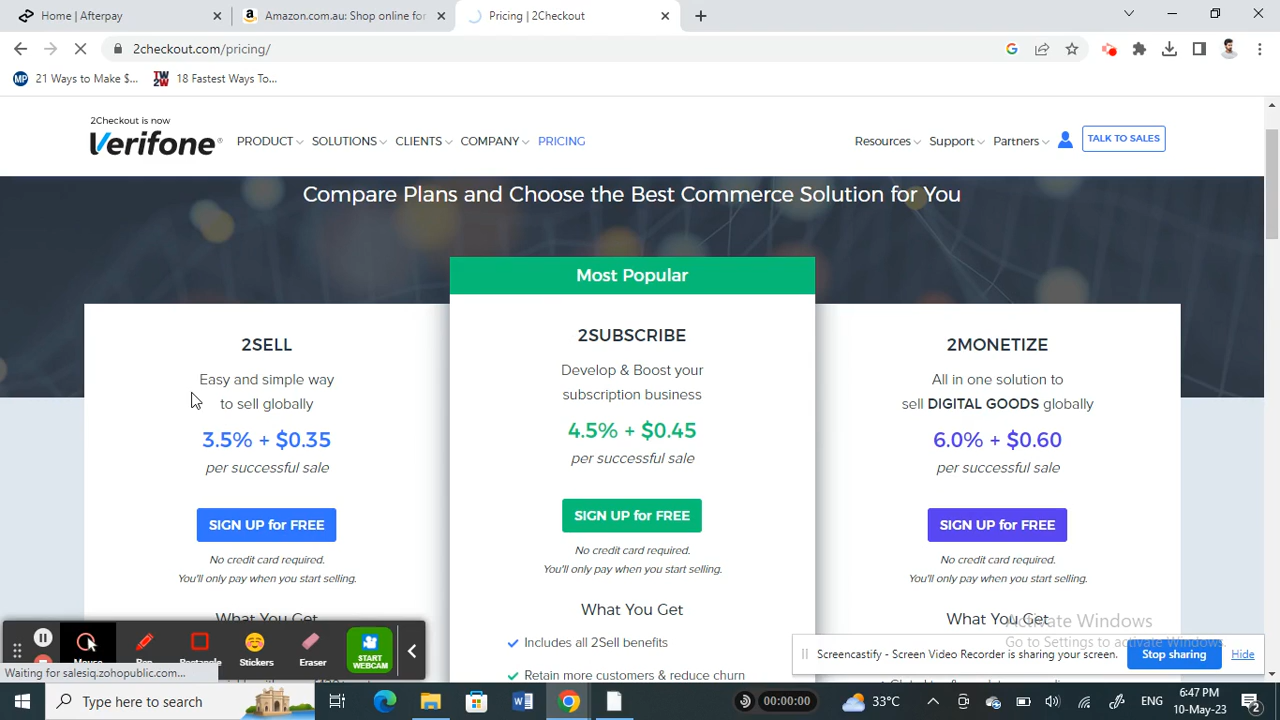 Home | Afterpay
Amazon.com.au: Shop online for
Pricing | 2Checkout
2checkout.com/pricing/
21 Ways to Make $...
18 Fastest Ways To...
2Checkout is now
Verifone
PRODUCT
SOLUTIONS
CLIENTS
COMPANY
PRICING
Resources
Support
Partners
TALK TO SALES
Compare Plans and Choose the Best Commerce Solution for You
2SELL
Easy and simple way
to sell globally
3.5% + $0.35
per successful sale
SIGN UP for FREE
No credit card required.
You'll only pay when you start selling.
What You Get
Most Popular
2SUBSCRIBE
Develop & Boost your
subscription business
4.5% + $0.45
per successful sale
SIGN UP for FREE
No credit card required.
You'll only pay when you start selling.
What You Get
Includes all 2Sell benefits
Retain more customers & reduce churn
2MONETIZE
All in one solution to
sell DIGITAL GOODS globally
6.0% + $0.60
per successful sale
SIGN UP for FREE
No credit card required.
You'll only pay when you start selling.
What You Get
Activate Windows
Go to Settings to activate Windows.
Mouse
Pen
Rectangle
Stickers
Eraser
START
WEBCAM
Waiting for salesiq.zohopublic.com...
Screencastify - Screen Video Recorder is sharing your screen.
Stop sharing
Hide
Type here to search
00:00:00
33°C
ENG
6:47 PM
10-May-23
2